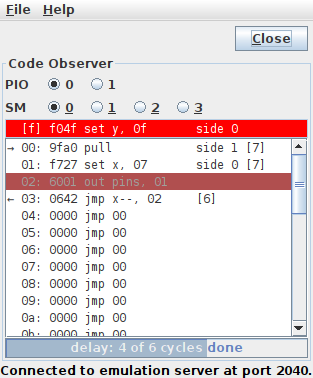 File Help
Close
Code Observer
PIO 0 1
SM 0 1 2 3
[f] f04f set y, 0f side 0
→ 00: 9fa0 pull side 1 [7]
01: f727 set x, 07 side 0 [7]
02: 6001 out pins, 01
← 03: 0642 jmp x--, 02 [6]
04: 0000 jmp 00
05: 0000 jmp 00
06: 0000 jmp 00
07: 0000 jmp 00
08: 0000 jmp 00
09: 0000 jmp 00
0a: 0000 jmp 00
0b: 0000 jmp 00
delay: 4 of 6 cycles done
Connected to emulation server at port 2040.